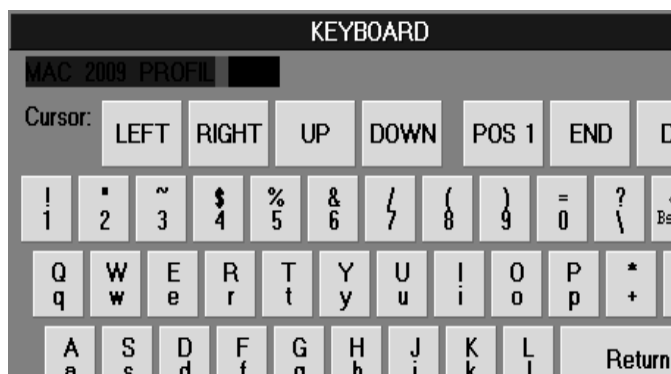 KEYBOARD
MAC 2009 PROFIL
Cursor: LEFT RIGHT UP DOWN POS 1 END
! " ~ $ % & / ( ) = ?
1 2 3 4 5 6 7 8 9 0 \
Q W E R T Y U I O P *
q w e r t y u i o p +
A S D F G H J K L Return
a s d f g h j k l